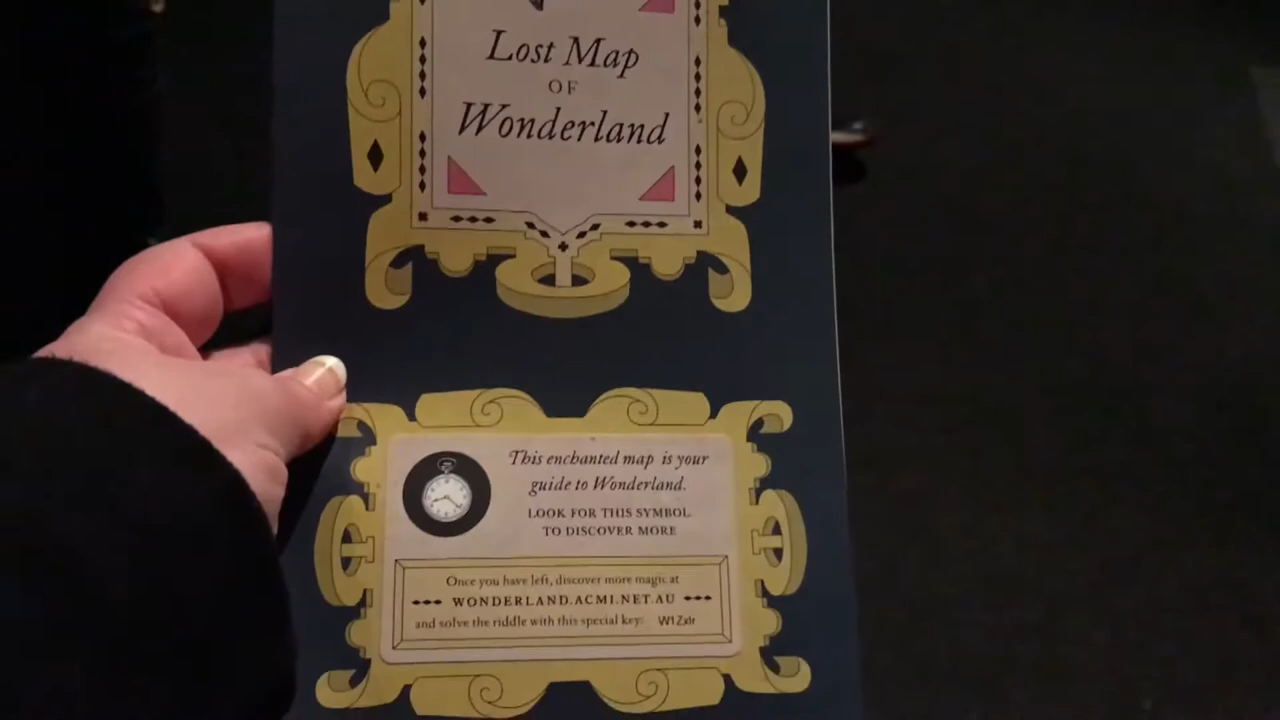 Lost Map
OF
Wonderland
This enchanted map is your
guide to Wonderland.
LOOK FOR THIS SYMBOL
TO DISCOVER MORE
Once you have left, discover more magic at
WONDERLAND.ACMI.NET.AU
and solve the riddle with this special key: